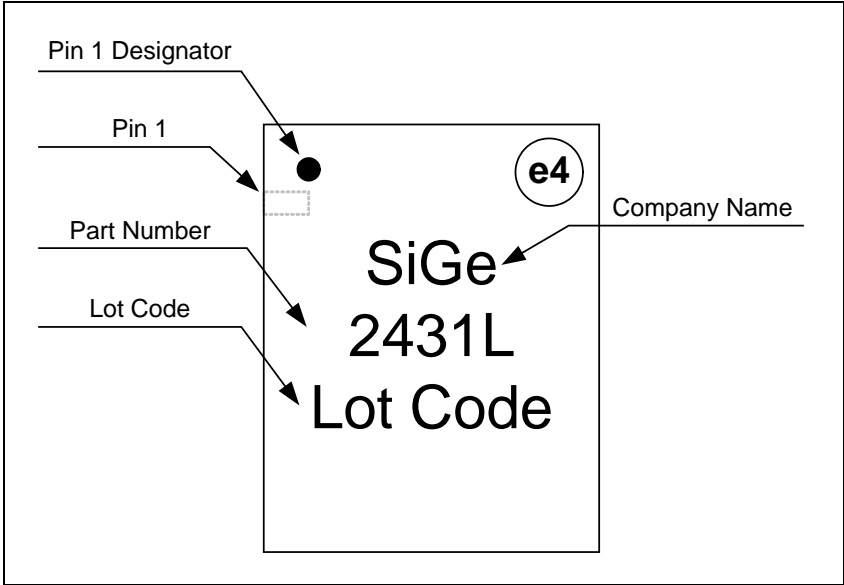 Pin 1 Designator
Pin 1
e4
Company Name
Part Number
SiGe
Lot Code
2431L
Lot Code